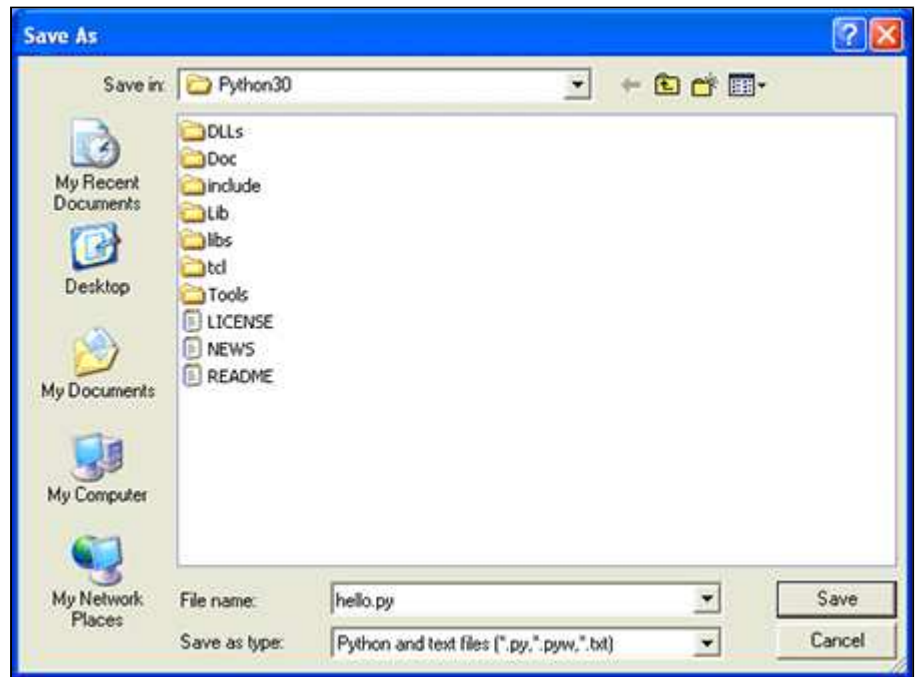 Save As
Save in:
Python30
DLLs
Doc
include
Lib
libs
tcl
Tools
LICENSE
NEWS
README
My Recent
Documents
Desktop
My Documents
My Computer
My Network
Places
File name:
hello.py
Save
Save as type:
Python and text files (*.py,*.pyw,*.txt)
Cancel